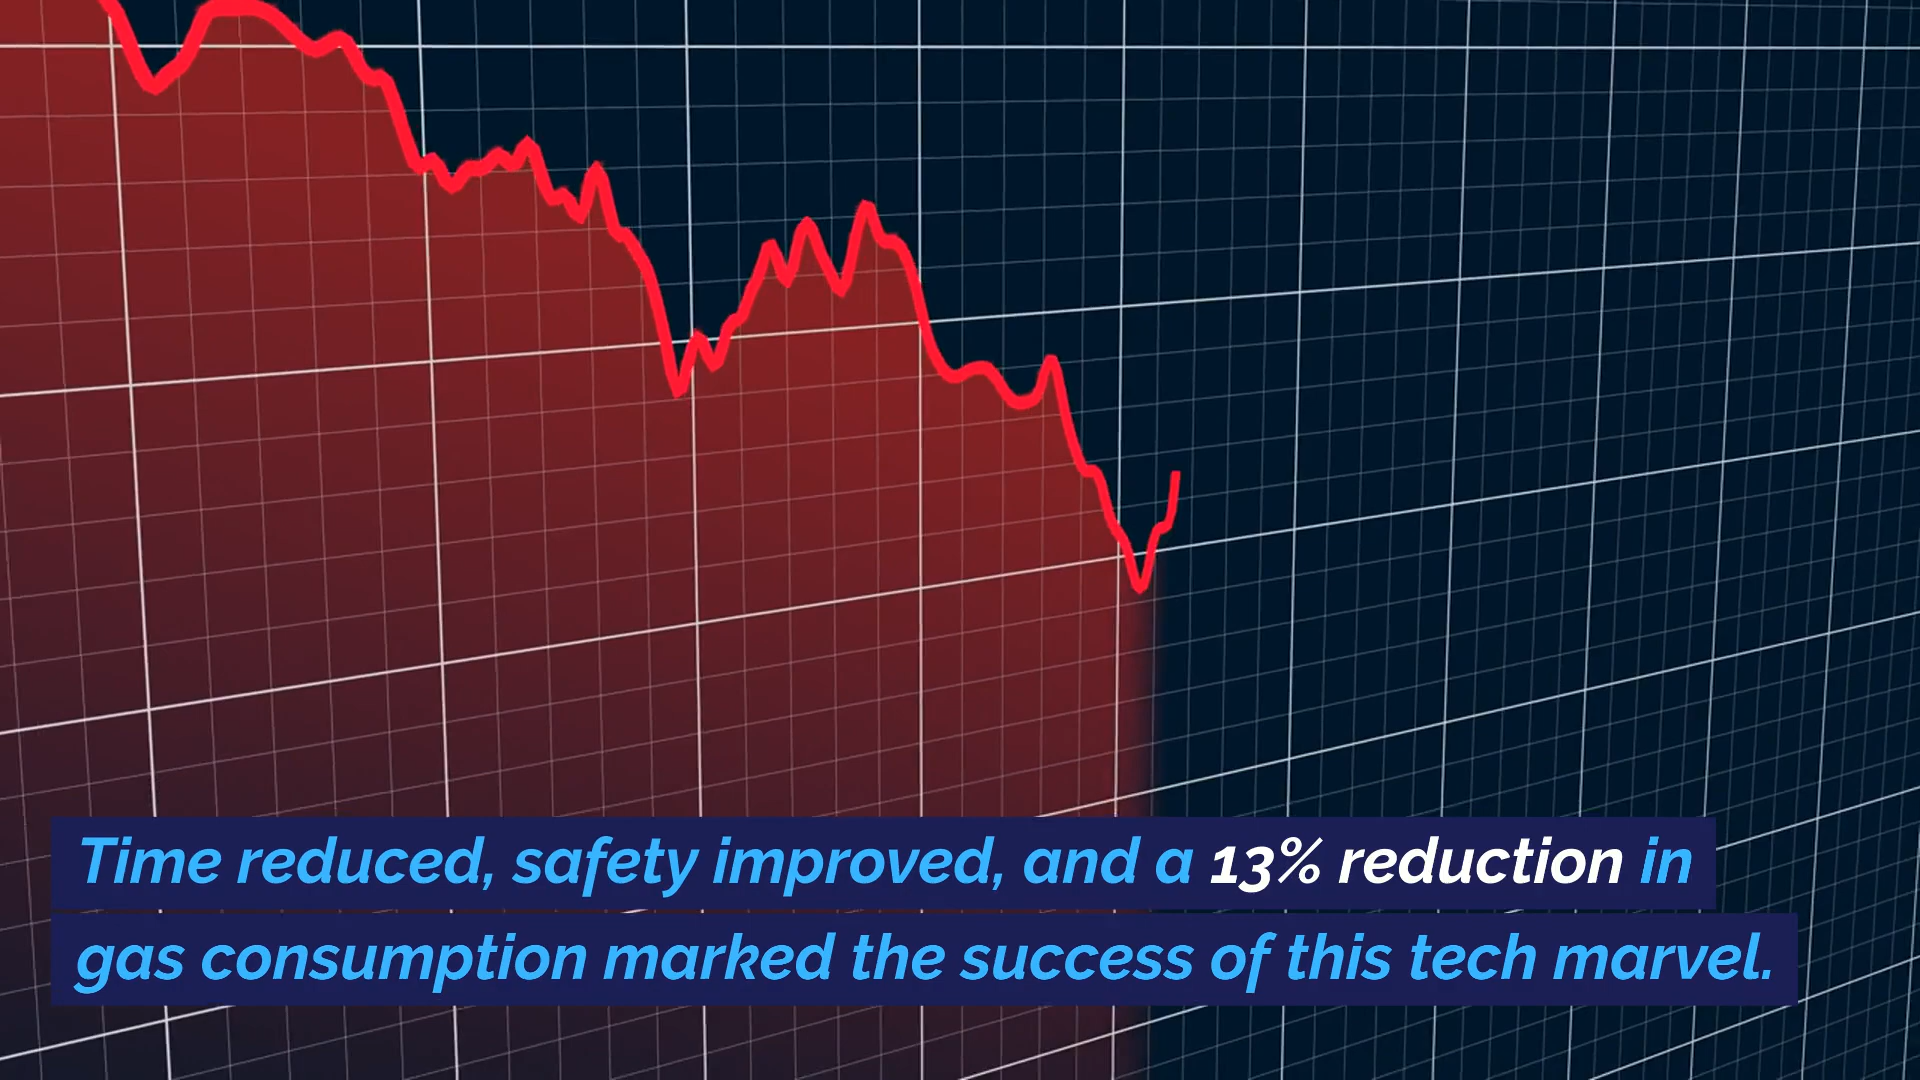 Time reduced, safety improved, and a 13% reduction in
gas consumption marked the success of this tech marvel.